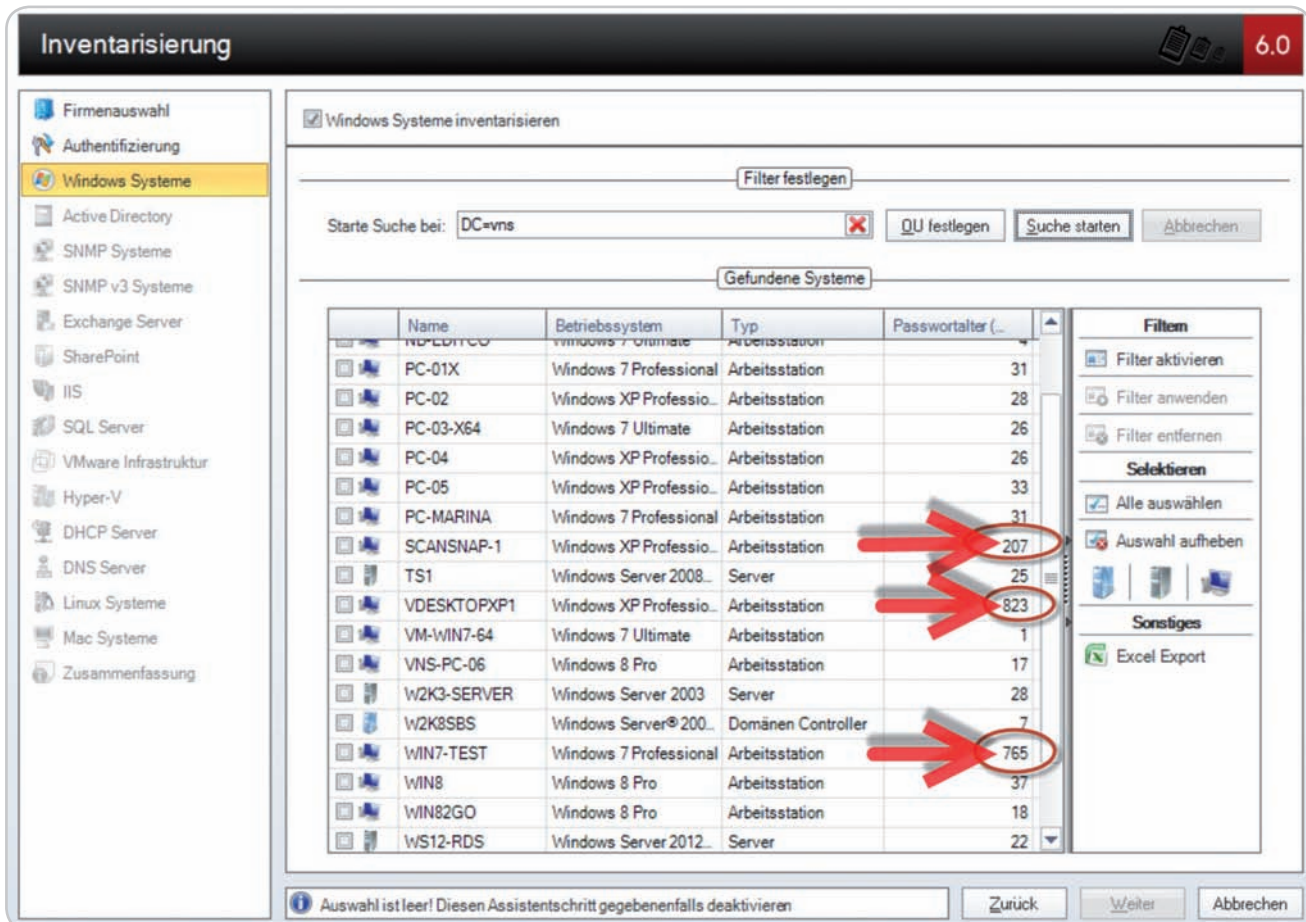 Inventarisierung
6.0
Firmenauswahl
Authentifizierung
Windows Systeme
Active Directory
SNMP Systeme
SNMP v3 Systeme
Exchange Server
SharePoint
IIS
SQL Server
VMware Infrastruktur
Hyper-V
DHCP Server
DNS Server
Linux Systeme
Mac Systeme
Zusammenfassung
Windows Systeme inventarisieren
Filter festlegen
Starte Suche bei: DC=vns OU festlegen Suche starten Abbrechen
Gefundene Systeme
Name Betriebssystem Typ Passwortalter (...
Windows 7 Ultimate Arbeitsstation 4
PC-01X Windows 7 Professional Arbeitsstation 31
PC-02 Windows XP Professio... Arbeitsstation 28
PC-03-X64 Windows 7 Ultimate Arbeitsstation 26
PC-04 Windows XP Professio... Arbeitsstation 26
PC-05 Windows XP Professio... Arbeitsstation 33
PC-MARINA Windows 7 Professional Arbeitsstation 31
SCANSNAP-1 Windows XP Professio... Arbeitsstation 207
TS1 Windows Server 2008... Server 25
VDESKTOPXP1 Windows XP Professio... Arbeitsstation 823
VM-WIN7-64 Windows 7 Ultimate Arbeitsstation 1
VNS-PC-06 Windows 8 Pro Arbeitsstation 17
W2K3-SERVER Windows Server 2003 Server 28
W2K8SBS Windows Server® 200... Domänen Controller 7
WIN7-TEST Windows 7 Professional Arbeitsstation 765
WIN8 Windows 8 Pro Arbeitsstation 37
WIN82GO Windows 8 Pro Arbeitsstation 18
WS12-RDS Windows Server 2012... Server 22
Filtern
Filter aktivieren
Filter anwenden
Filter entfernen
Selektieren
Alle auswählen
Auswahl aufheben
Sonstiges
Excel Export
Auswahl ist leer! Diesen Assistentschritt gegebenenfalls deaktivieren
Zurück Weiter Abbrechen